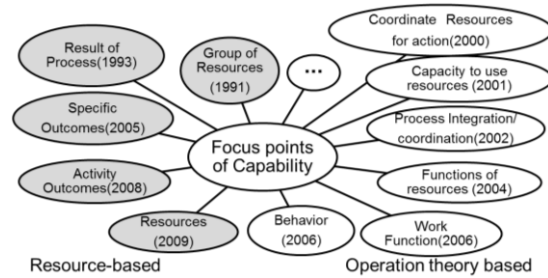 Result of
Process(1993)
Group of
Resources
(1991)
...
Coordinate Resources
for action(2000)
Capacity to use
resources (2001)
Specific
Outcomes(2005)
Process Integration/
coordination(2002)
Focus points
of Capability
Activity
Outcomes(2008)
Functions of
resources (2004)
Resources
(2009)
Behavior
(2006)
Work
Function(2006)
Resource-based
Operation theory based